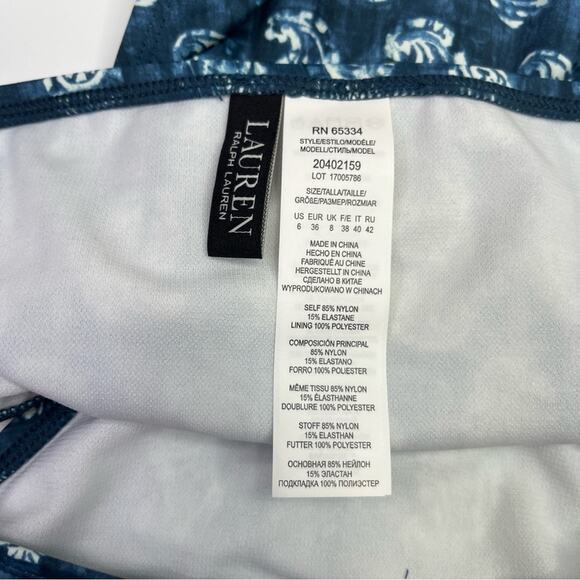 LAUREN
RALPH LAUREN
RN 65334
STYLE/ESTILO/MODÈLE/
MODELL/СТИЛЬ/MODEL
20402159
LOT 17005786
SIZE/TALLA/TAILLE/
GRÖßE/РАЗМЕР/ROZMIAR
US EUR UK F/E IT RU
6 36 8 38 40 42
MADE IN CHINA
HECHO EN CHINA
FABRIQUÉ AU CHINE
HERGESTELLT IN CHINA
СДЕЛАНО В КИТАЕ
WYPRODUKOWANO W CHINACH
SELF 85% NYLON
15% ELASTANE
LINING 100% POLYESTER
COMPOSICIÓN PRINCIPAL
85% NYLON
15% ELASTANO
FORRO 100% POLYESTER
MÊME TISSU 85% NYLON
15% ÉLASTHANNE
DOUBLURE 100% POLYESTER
STOFF 85% NYLON
15% ELASTHAN
FUTTER 100% POLYESTER
ОСНОВНАЯ 85% НЕЙЛОН
15% ЭЛАСТАН
ПОДКЛАДКА 100% ПОЛИЭСТЕР